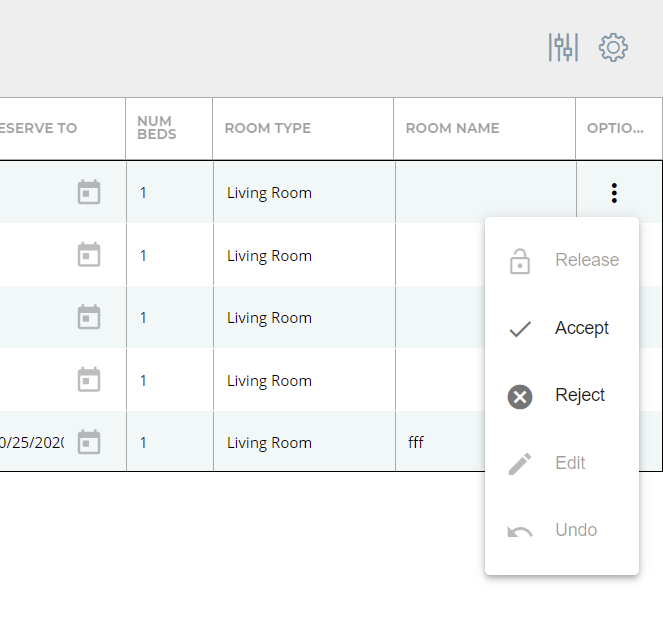 ESERVE TO
NUM BEDS
ROOM TYPE
ROOM NAME
OPTIO...
1
Living Room
1
Living Room
1
Living Room
1
Living Room
0/25/2020
1
Living Room
fff
Release
Accept
Reject
Edit
Undo